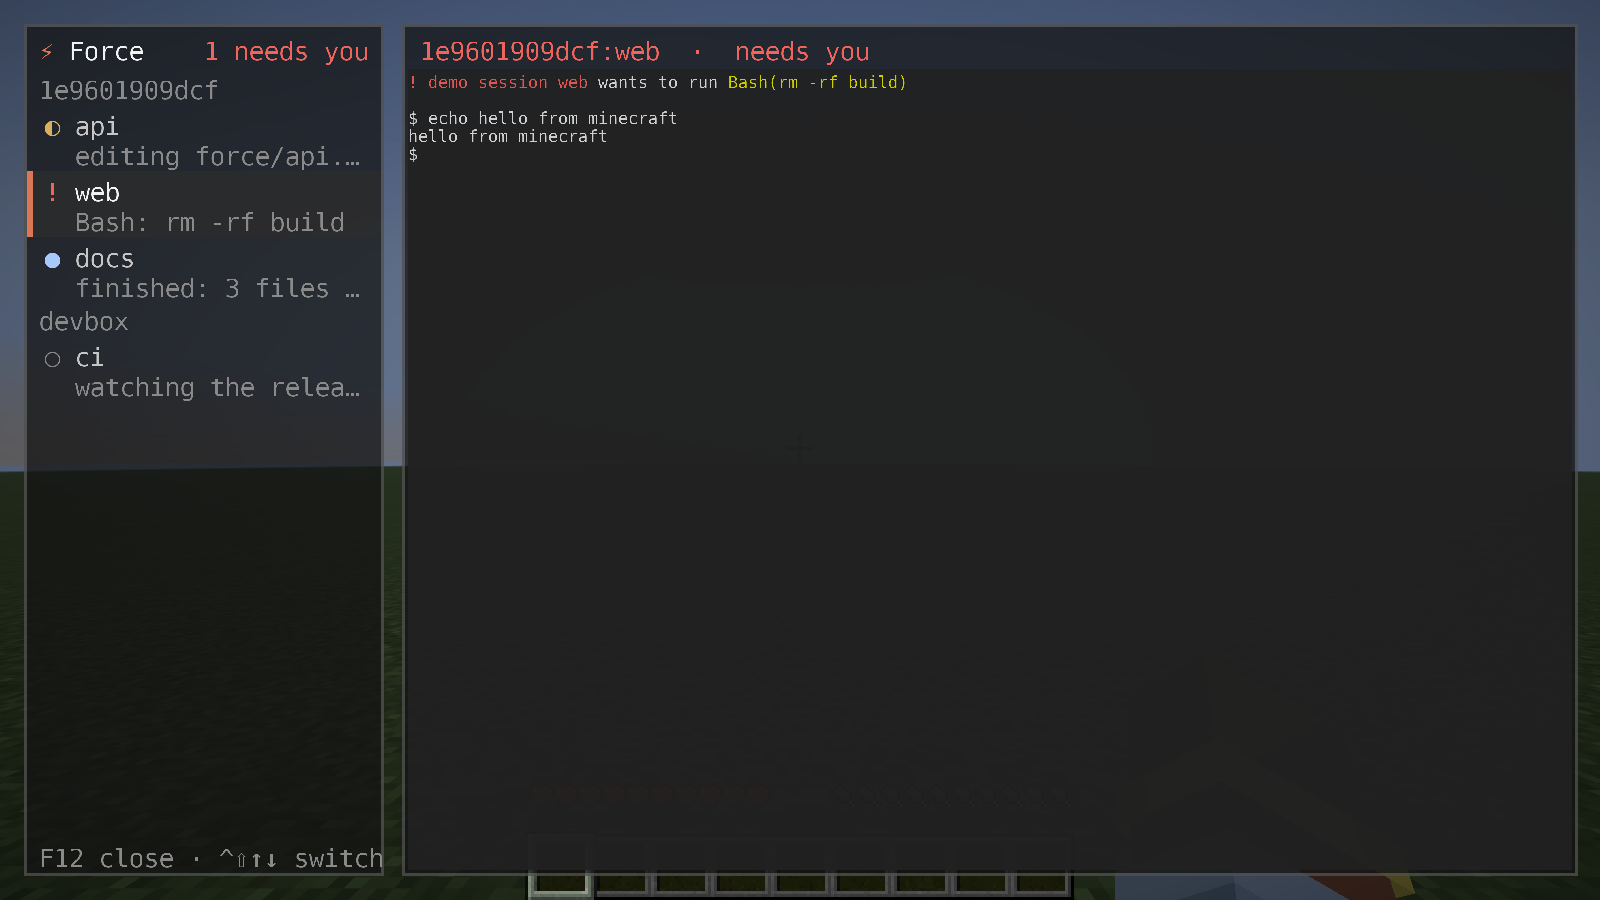 ⚡ Force 1 needs you
1e9601909dcf
◐ api
editing force/api.…
! web
Bash: rm -rf build
● docs
finished: 3 files …
devbox
○ ci
watching the relea…
F12 close · ^⇧↑↓ switch
1e9601909dcf:web · needs you
! demo session web wants to run Bash(rm -rf build)
$ echo hello from minecraft
hello from minecraft
$